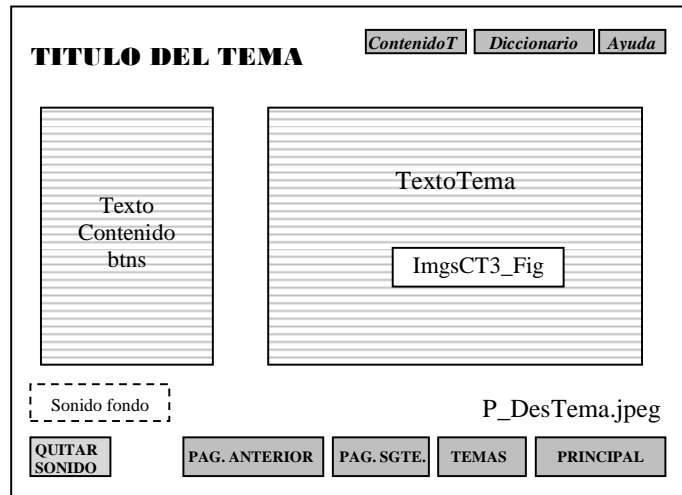 TITULO DEL TEMA
ContenidoT
Diccionario
Ayuda
Texto
Contenido
btns
TextoTema
ImgsCT3_Fig
Sonido fondo
P_DesTema.jpeg
QUITAR
SONIDO
PAG. ANTERIOR
PAG. SGTE.
TEMAS
PRINCIPAL